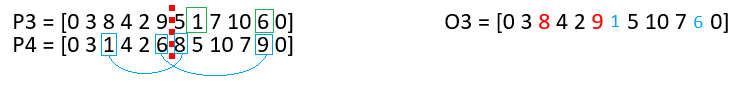 P3 = [0 3 8 4 2 9 5 1 7 10 6 0]
P4 = [0 3 1 4 2 6 8 5 10 7 9 0]
O3 = [0 3 8 4 2 9 1 5 10 7 6 0]